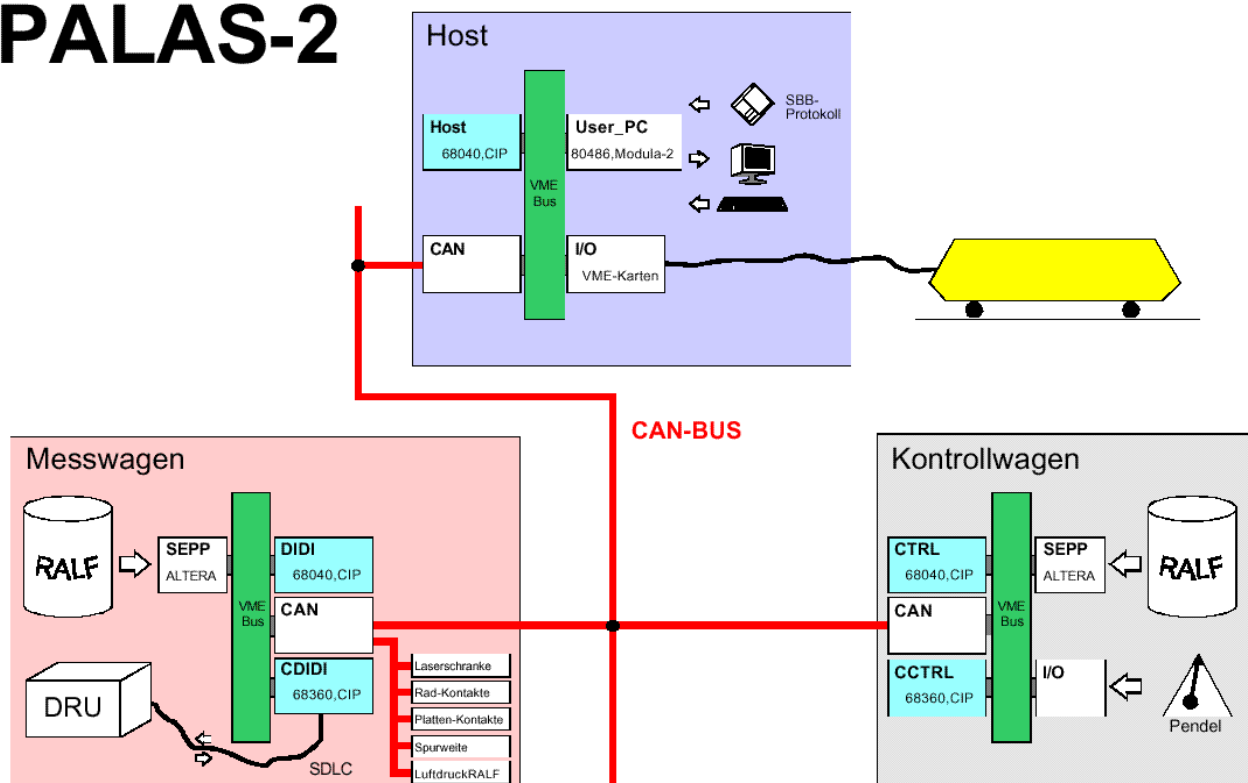 PALAS-2
Host
SBB-
Protokoll
Host
68040,CIP
User_PC
80486,Modula-2
VME
Bus
CAN
I/O
VME-Karten
CAN-BUS
Messwagen
RALF
SEPP
ALTERA
VME
Bus
DIDI
68040,CIP
CAN
CDIDI
68360,CIP
DRU
SDLC
Laserschranke
Rad-Kontakte
Platten-Kontakte
Spurweite
LuftdruckRALF
Kontrollwagen
CTRL
68040,CIP
CAN
CCTRL
68360,CIP
VME
Bus
SEPP
ALTERA
RALF
I/O
Pendel